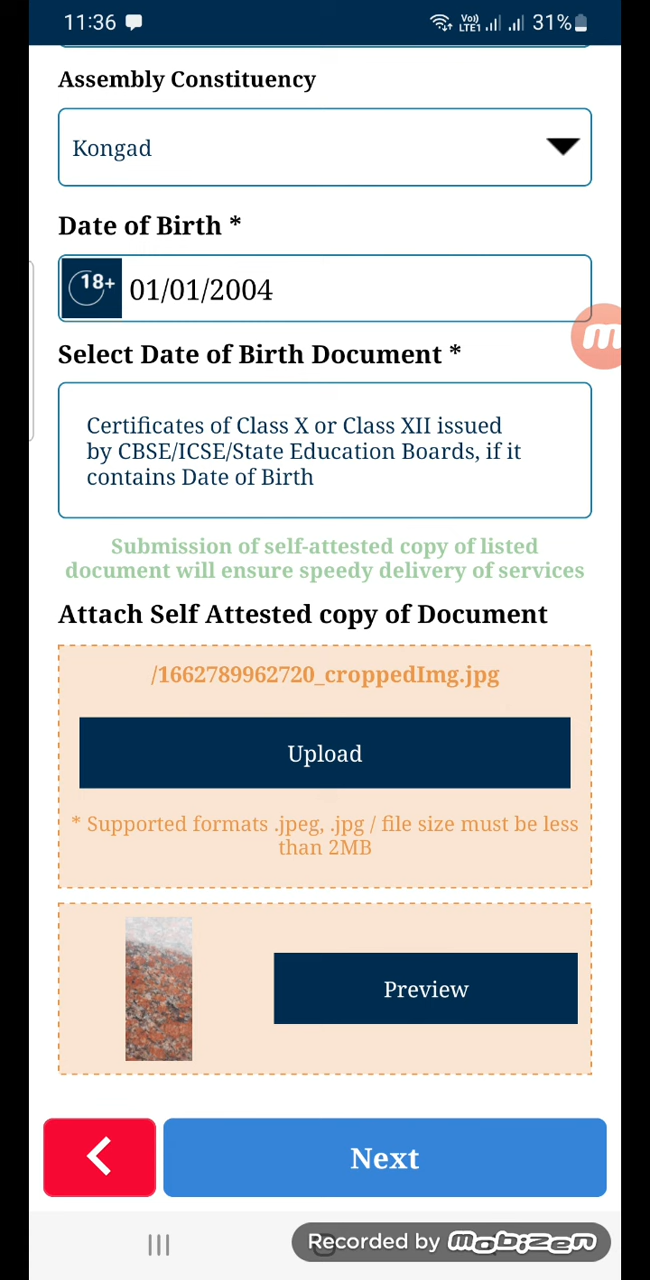 11:36 Vo)) LTE1 31%
Assembly Constituency
Kongad
Date of Birth *
18+ 01/01/2004
m
Select Date of Birth Document *
Certificates of Class X or Class XII issued
by CBSE/ICSE/State Education Boards, if it
contains Date of Birth
Submission of self-attested copy of listed
document will ensure speedy delivery of services
Attach Self Attested copy of Document
/1662789962720_croppedImg.jpg
Upload
* Supported formats .jpeg, .jpg / file size must be less
than 2MB
Preview
Next
Recorded by mobizen